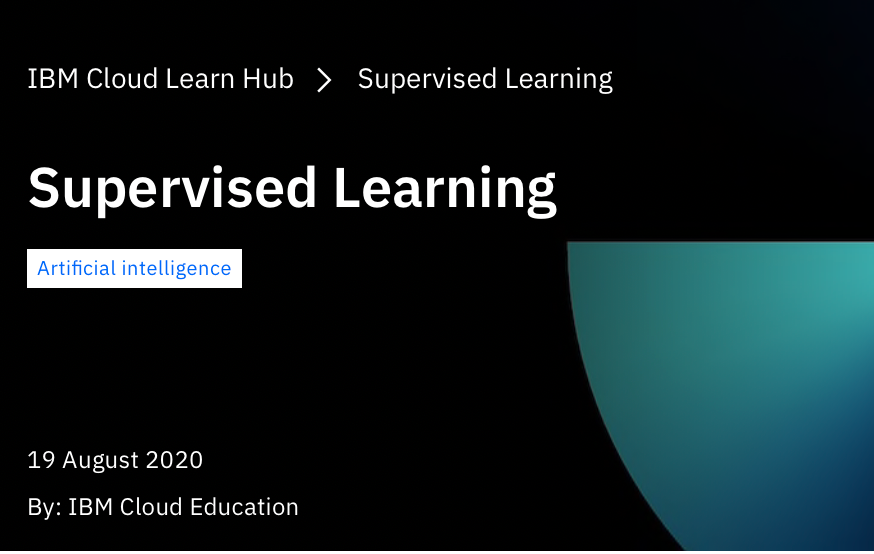 IBM Cloud Learn Hub > Supervised Learning
Supervised Learning
Artificial intelligence
19 August 2020
By: IBM Cloud Education